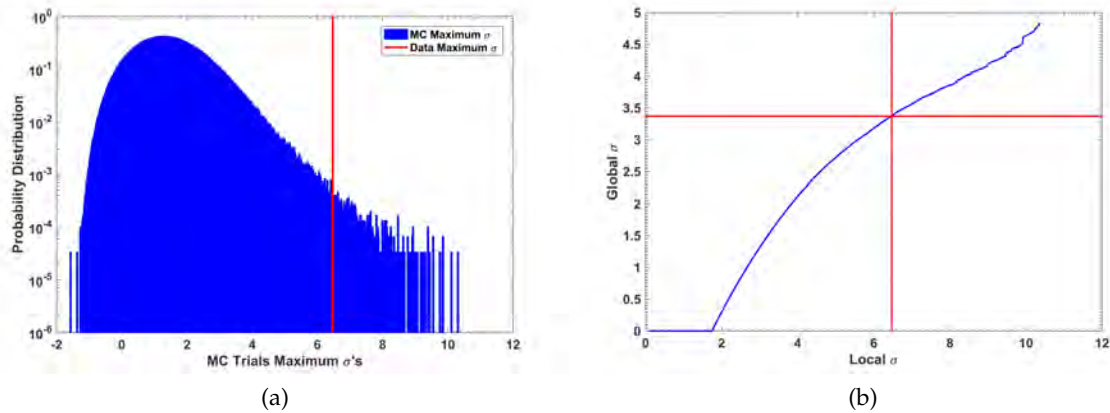 10⁰
10⁻¹
10⁻²
10⁻³
10⁻⁴
10⁻⁵
10⁻⁶
Probability Distribution
MC Maximum σ
Data Maximum σ
-2 0 2 4 6 8 10 12
MC Trials Maximum σ's
(a)
5
4.5
4
3.5
3
2.5
2
1.5
1
0.5
0
Global σ
0 2 4 6 8 10 12
Local σ
(b)